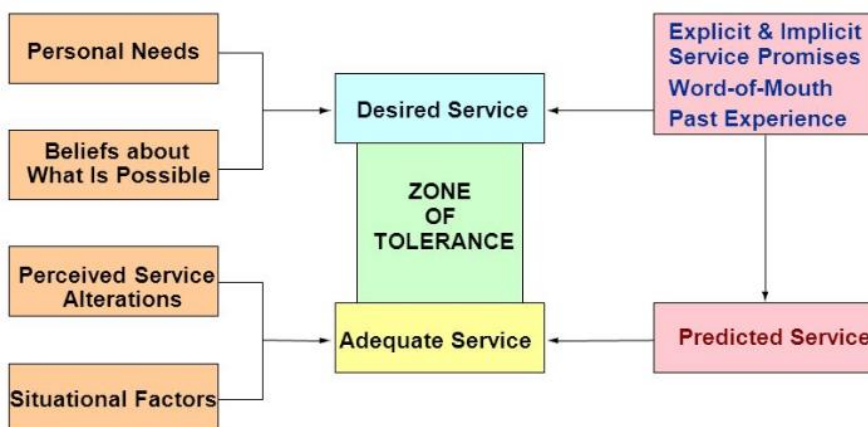 Personal Needs
Beliefs about
What Is Possible
Perceived Service
Alterations
Situational Factors
Desired Service
ZONE
OF
TOLERANCE
Adequate Service
Explicit & Implicit
Service Promises
Word-of-Mouth
Past Experience
Predicted Service